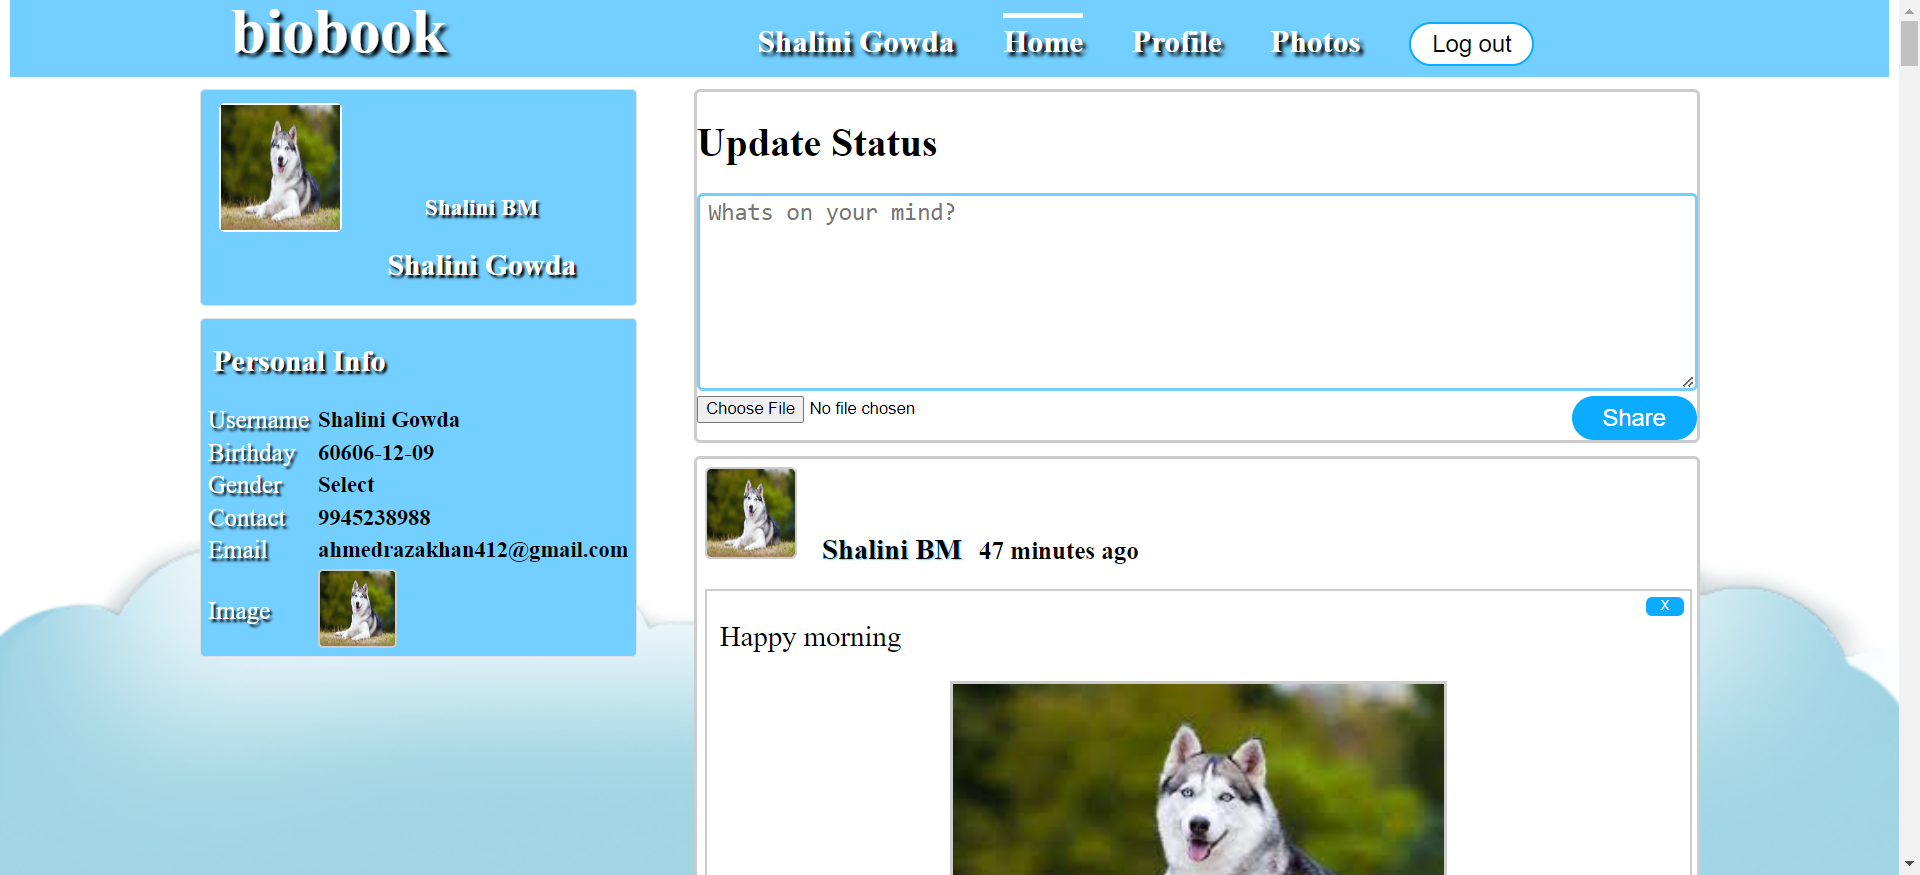 biobook
Shalini Gowda Home Profile Photos Log out
Shalini BM
Shalini Gowda
Personal Info
Username Shalini Gowda
Birthday 60606-12-09
Gender Select
Contact 9945238988
Email ahmedrazakhan412@gmail.com
Image
Update Status
Whats on your mind?
Choose File No file chosen
Share
Shalini BM 47 minutes ago
X
Happy morning